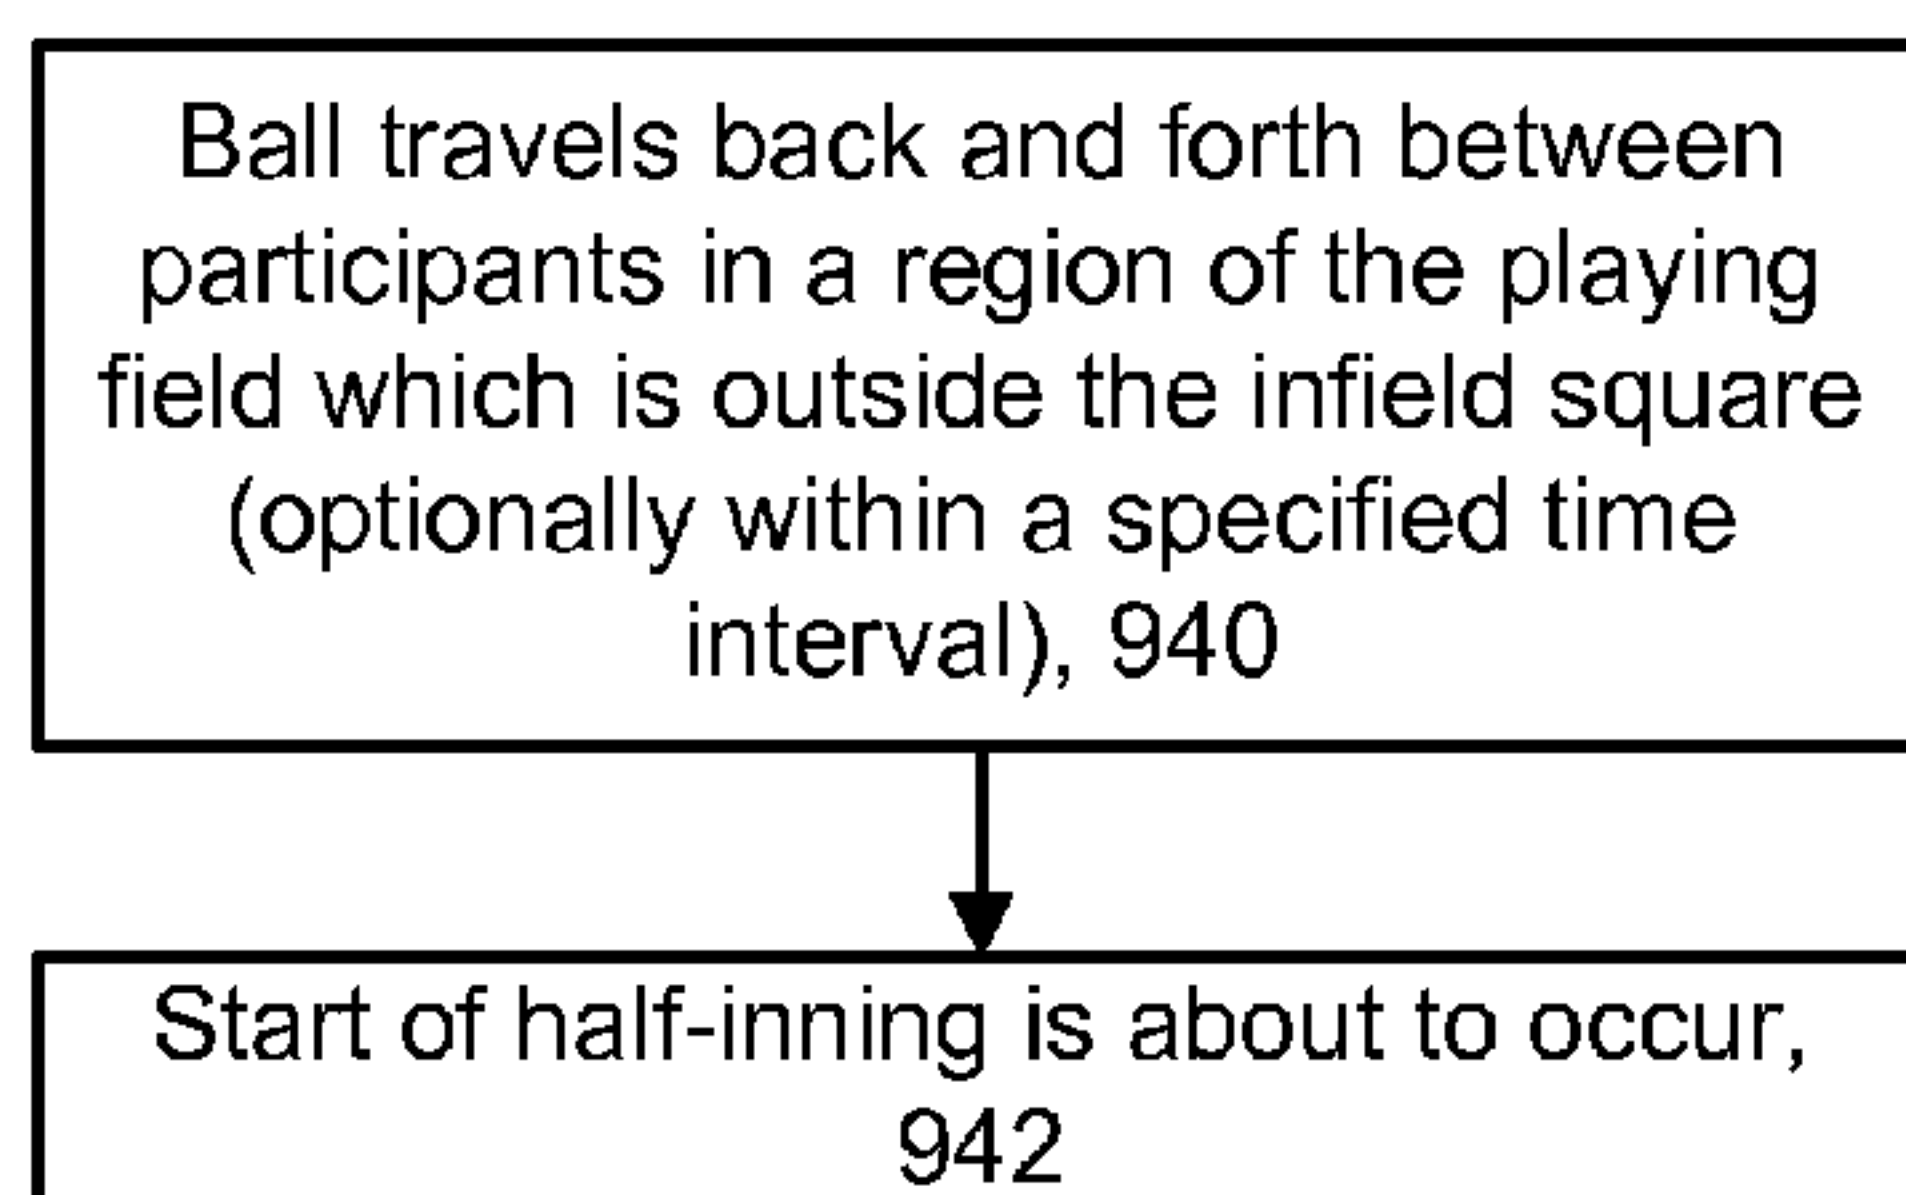 Ball travels back and forth between
participants in a region of the playing
field which is outside the infield square
(optionally within a specified time
interval), 940
Start of half-inning is about to occur,
942